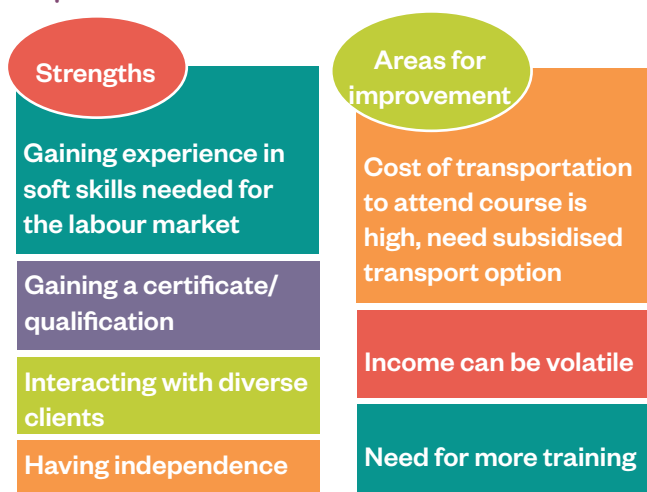 Strengths
Gaining experience in
soft skills needed for
the labour market
Gaining a certificate/
qualification
Interacting with diverse
clients
Having independence
Areas for
improvement
Cost of transportation
to attend course is
high, need subsidised
transport option
Income can be volatile
Need for more training